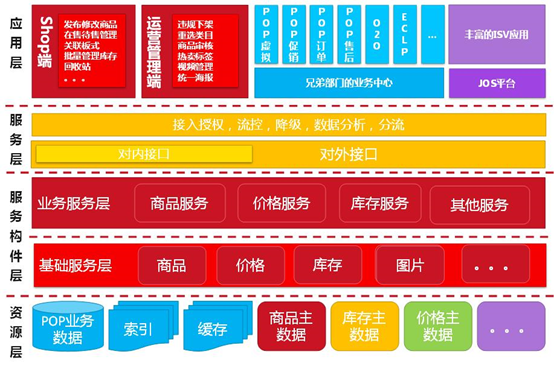 应用层
Shop端
发布修改商品
在售待售管理
关联板式
批量管理库存
回收站
。。。
运营管理端
违规下架
重选类目
商品审核
热卖标签
视频管理
统一海报
POP虚拟
POP促销
POP订单
POP售后
O2O
ECLP
...
兄弟部门的业务中心
丰富的ISV应用
JOS平台
服务层
接入授权，流控，降级，数据分析，分流
对内接口
对外接口
服务构件层
业务服务层
商品服务
价格服务
库存服务
其他服务
基础服务层
商品
价格
库存
图片
。。。
资源层
POP业务
数据
索引
缓存
商品主
数据
库存主
数据
价格主
数据
。。。